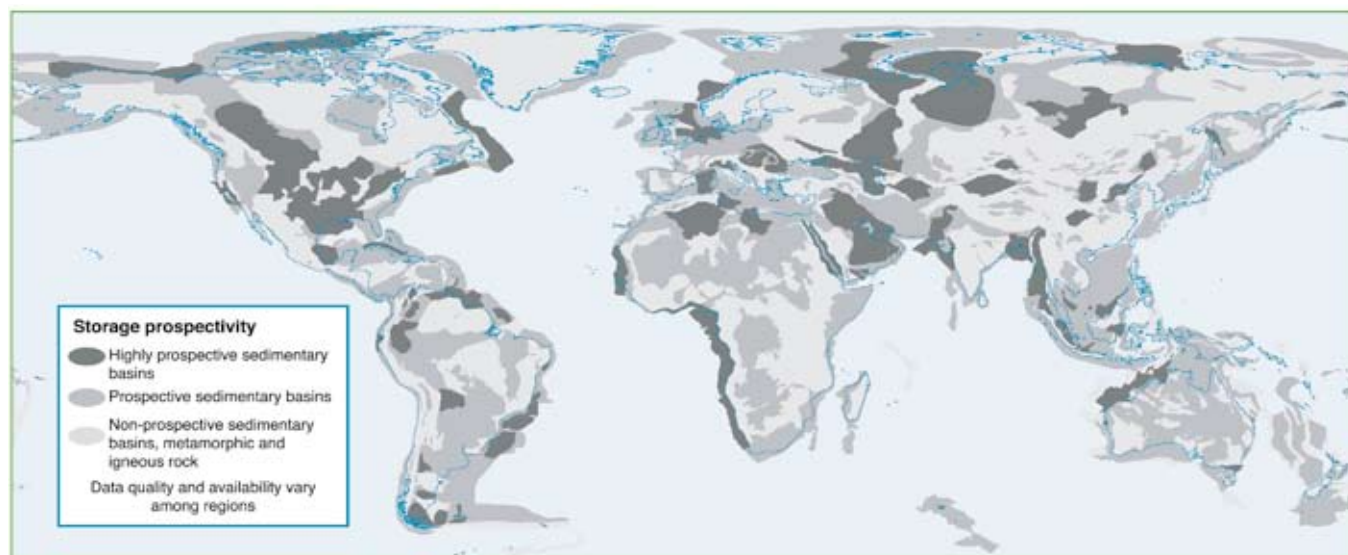 Storage prospectivity
Highly prospective sedimentary
basins
Prospective sedimentary basins
Non-prospective sedimentary
basins, metamorphic and
igneous rock
Data quality and availability vary
among regions